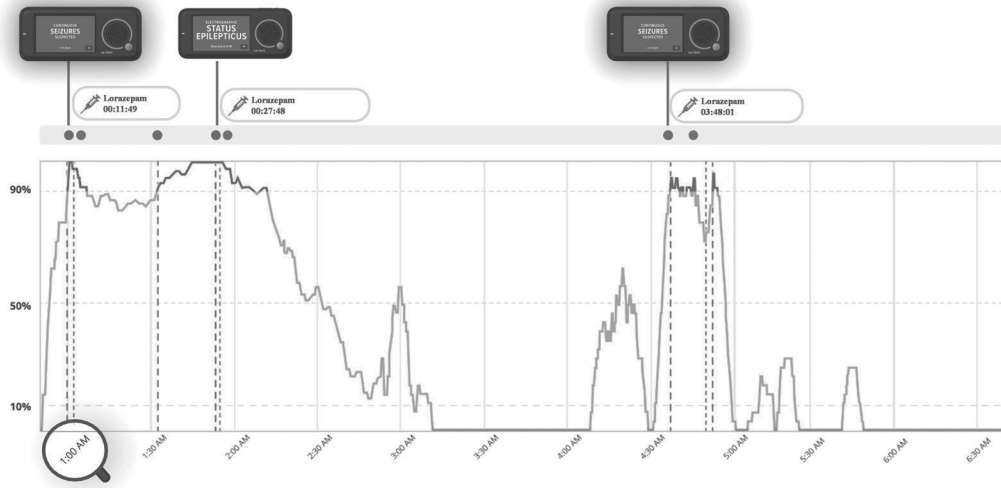 CONTINUOUS
SEIZURES
SUSPECTED
ELECTROGRAPHIC
STATUS
EPILEPTICUS
CONTINUOUS
SEIZURES
SUSPECTED
Lorazepam
00:11:49
Lorazepam
00:27:48
Lorazepam
03:48:01
90%
50%
10%
1:00 AM
1:30 AM
2:00 AM
2:30 AM
3:00 AM
3:30 AM
4:00 AM
4:30 AM
5:00 AM
5:30 AM
6:00 AM
6:30 AM